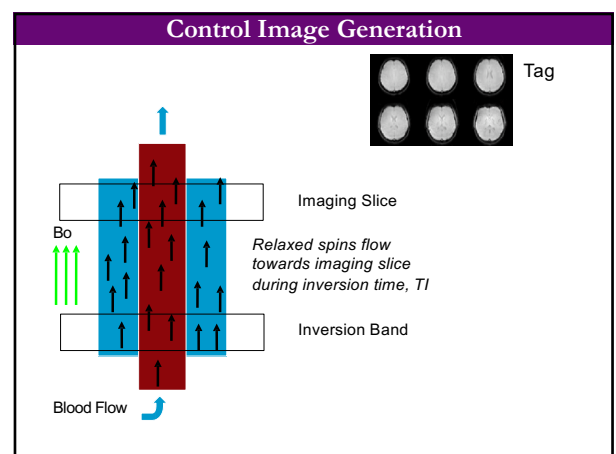 Control Image Generation
Tag
Imaging Slice
Bo
Relaxed spins flow
towards imaging slice
during inversion time, TI
Inversion Band
Blood Flow